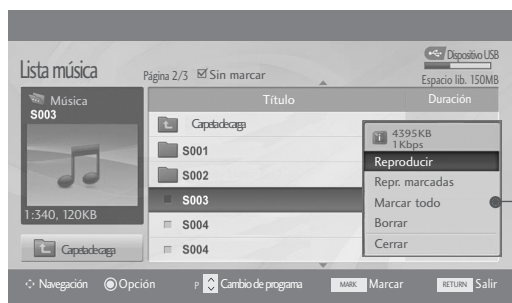 Dispositivo USB
Lista música
Página 2/3 Sin marcar
Espacio lib. 150MB
Música
S003
Título
Duración
Carpeta de carga
S001
S002
S003
S004
S004
4395KB
1Kbps
Reproducir
Repr. marcadas
Marcar todo
Borrar
Cerrar
1:340, 120KB
Carpeta de carga
Navegación
Opción
P Cambio de programa
MARK Marcar
RETURN Salir